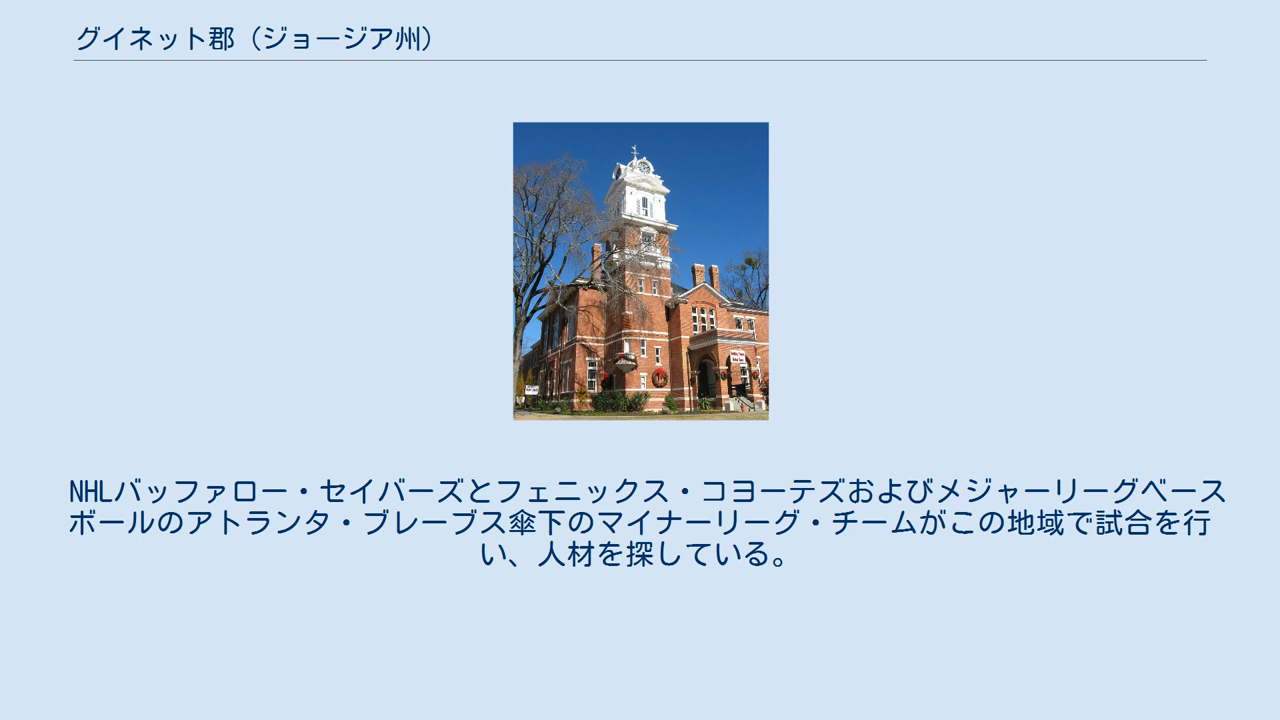 グイネット郡（ジョージア州）
NHLバッファロー・セイバーズとフェニックス・コヨーテズおよびメジャーリーグベース
ボールのアトランタ・ブレーブス傘下のマイナーリーグ・チームがこの地域で試合を行
い、人材を探している。